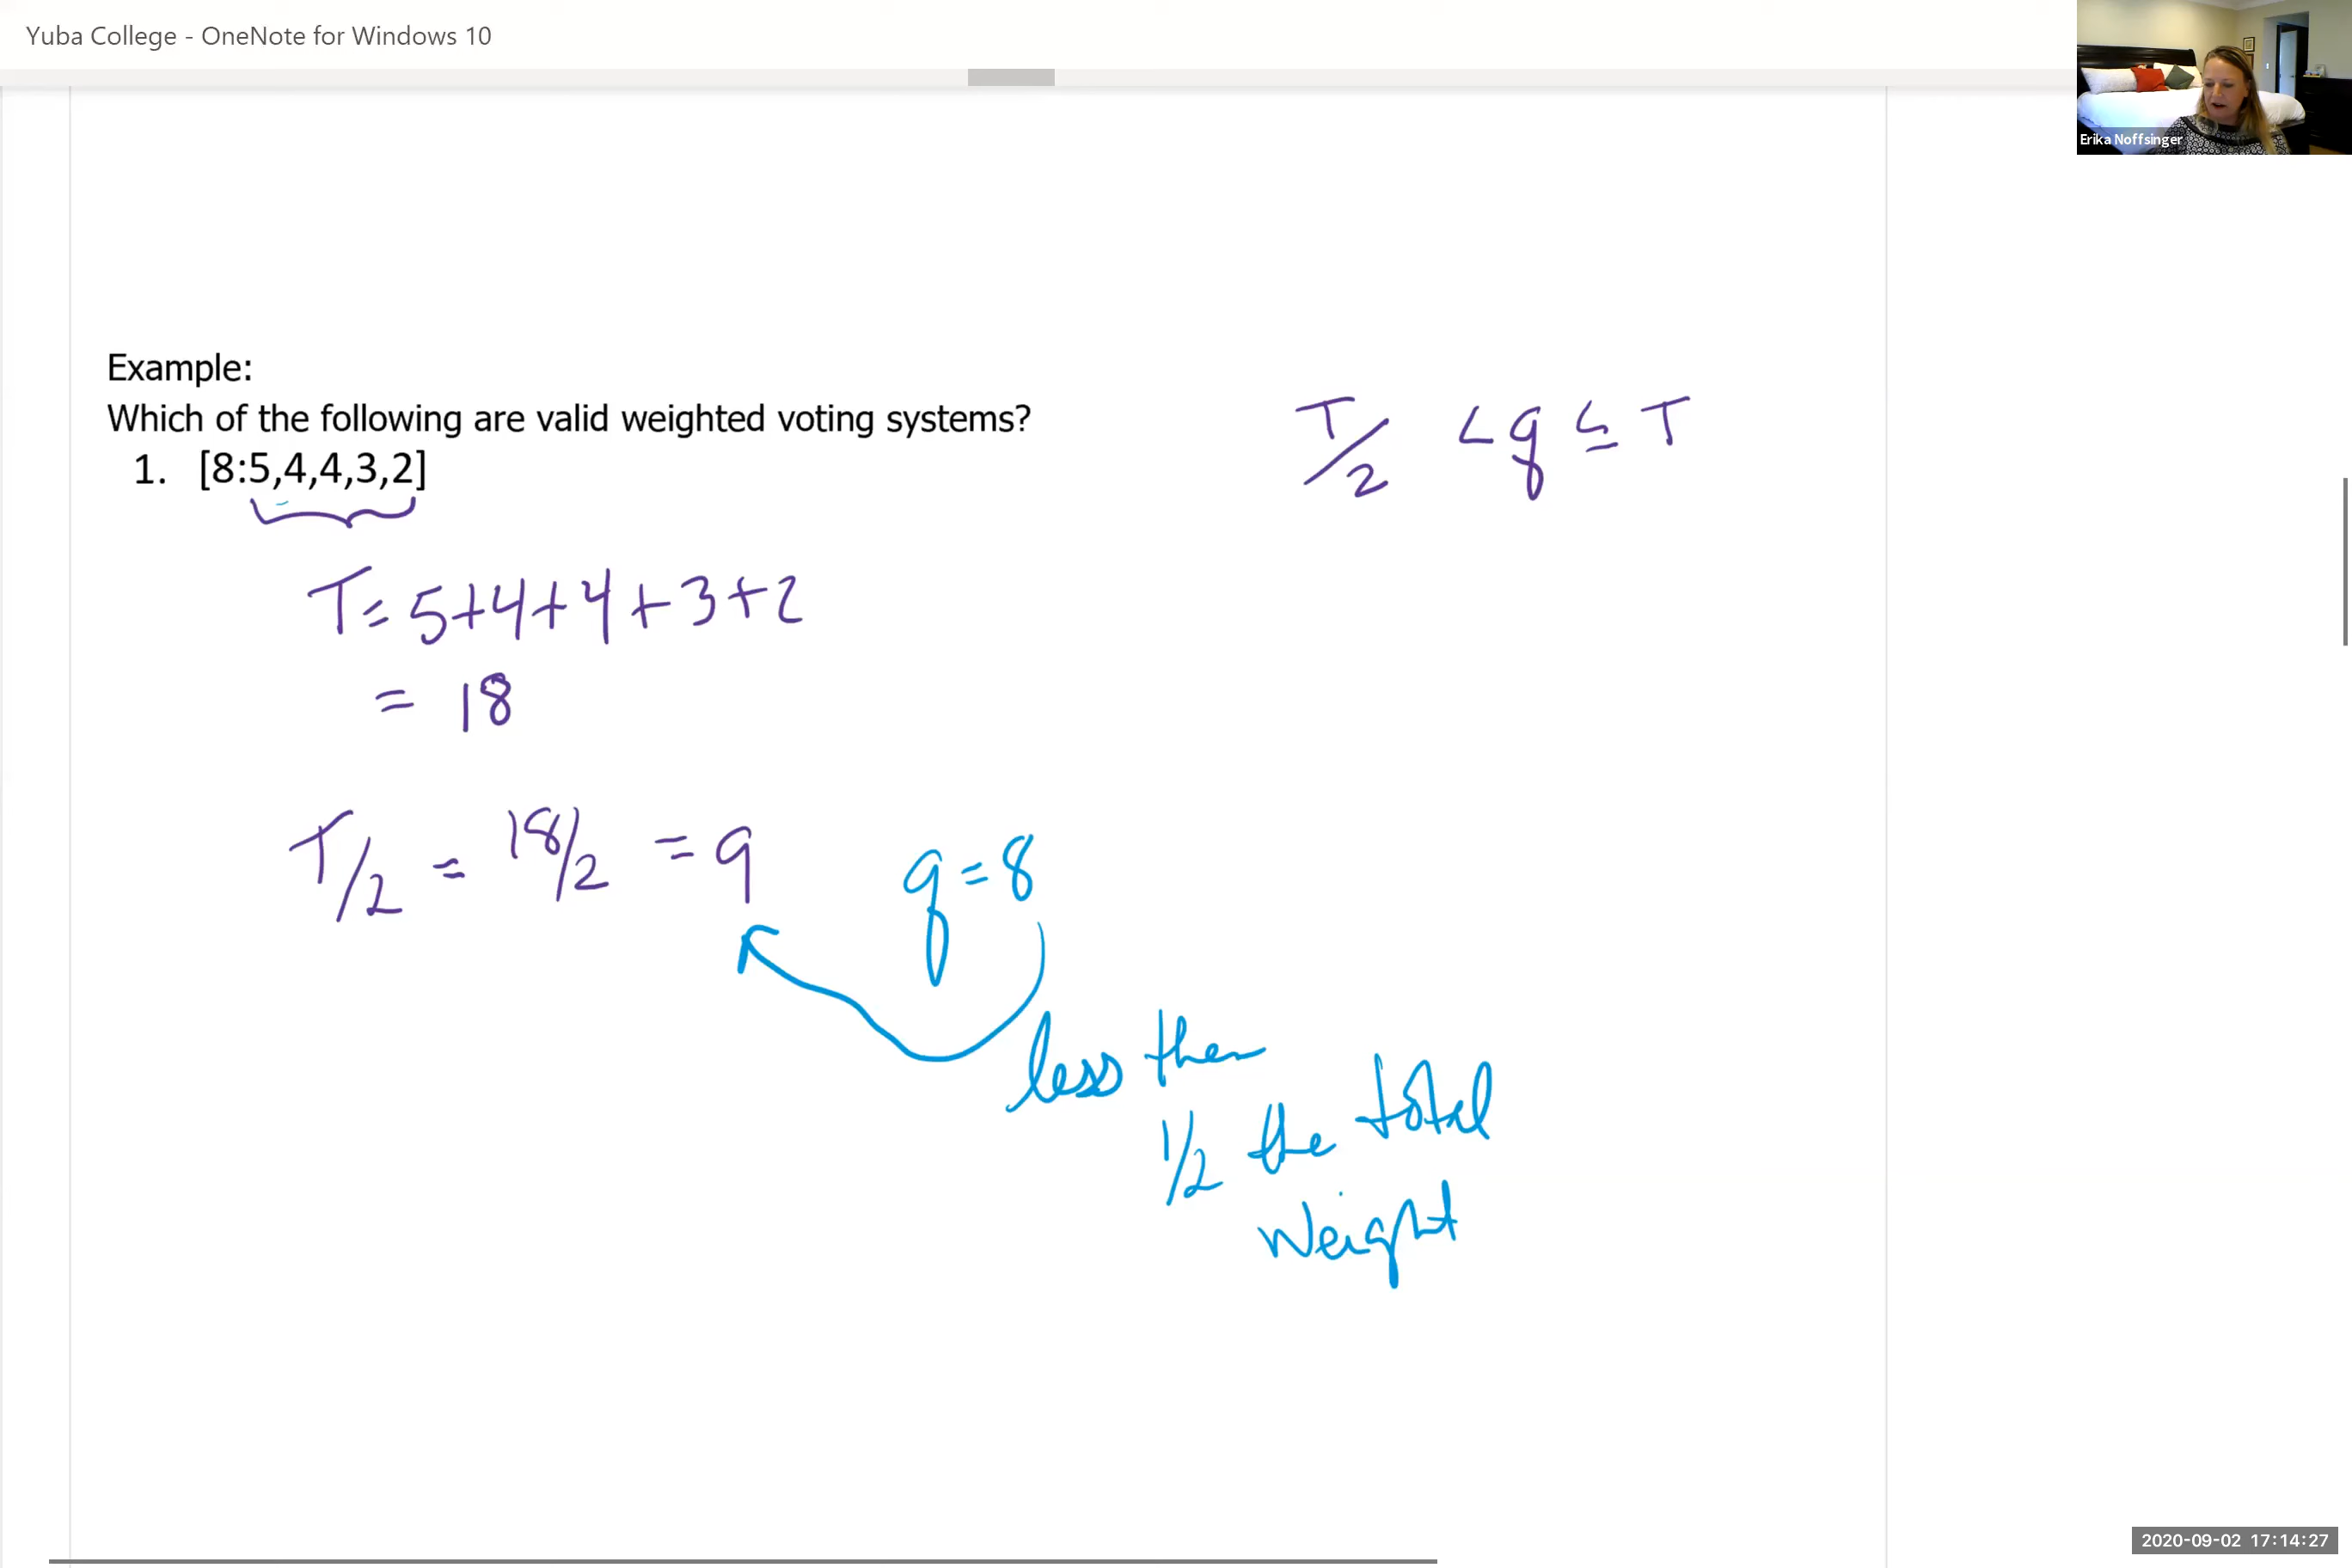 Yuba College - OneNote for Windows 10
Erika Noffsinger
Example:
Which of the following are valid weighted voting systems?
1. [8:5,4,4,3,2]
T/2 < q ≤ T
T = 5+4+4+3+2
= 18
T/2 = 18/2 = 9
q = 8
less then
1/2 the total
weight
2020-09-02 17:14:27